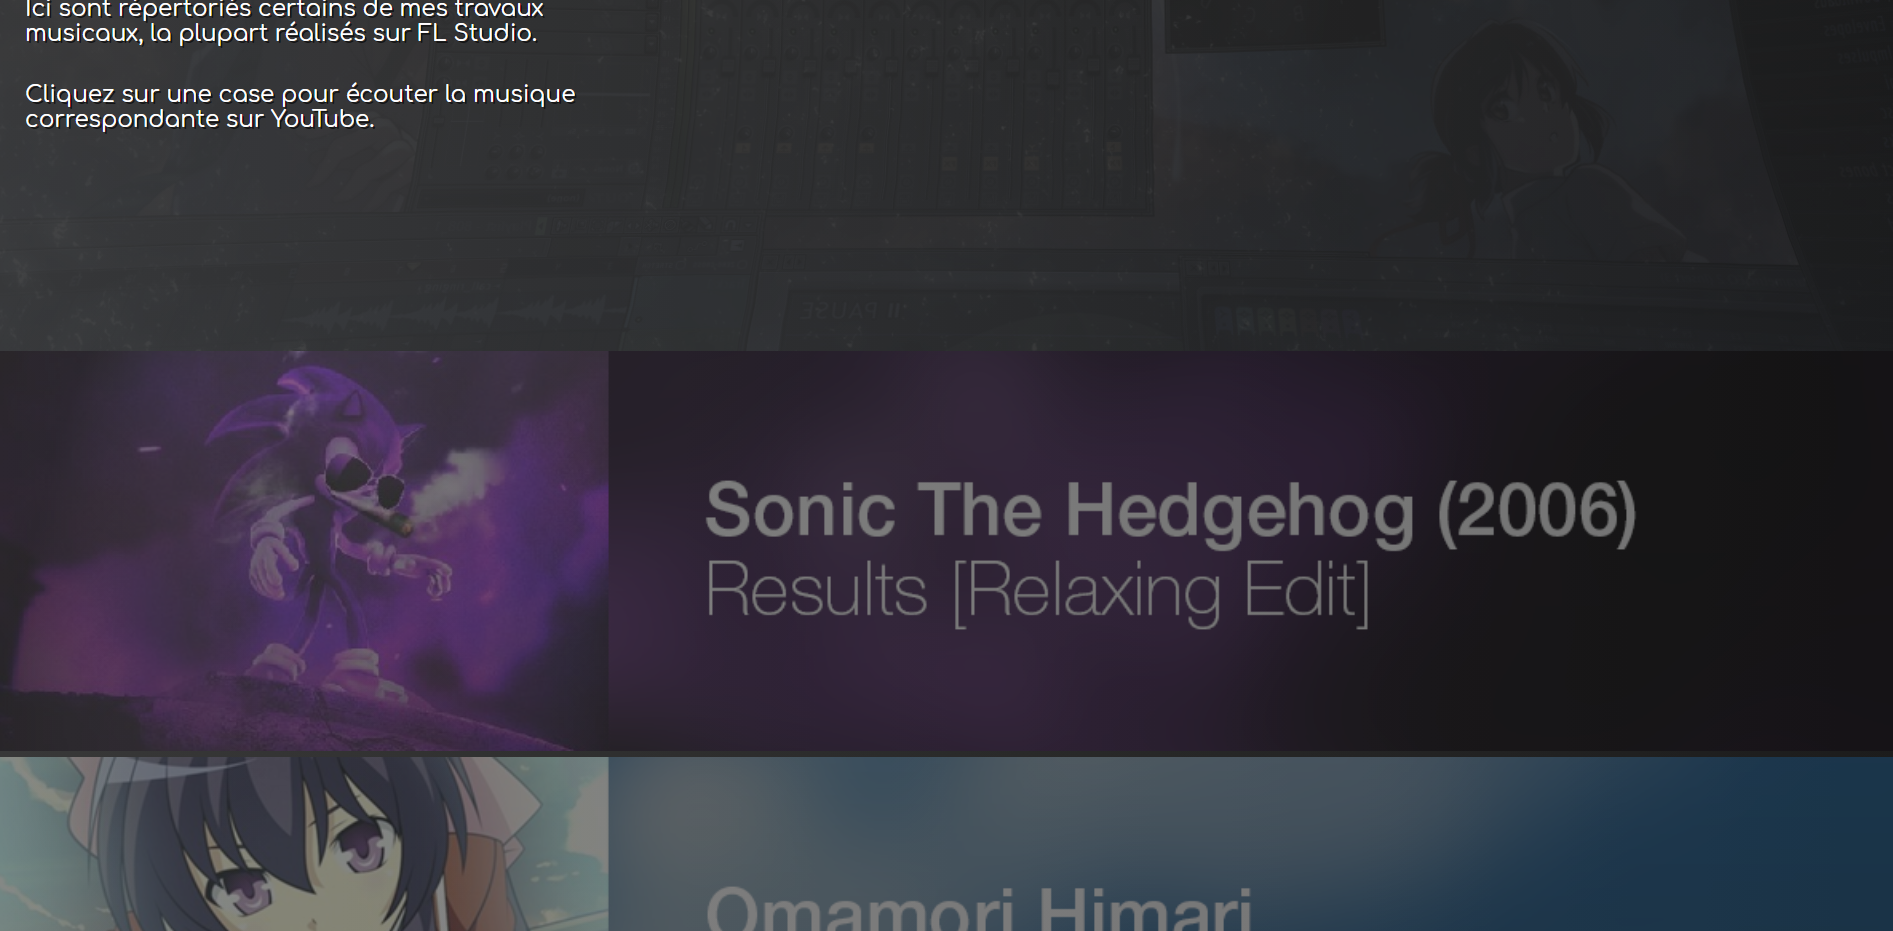 Ici sont répertoriés certains de mes travaux
musicaux, la plupart réalisés sur FL Studio.
Cliquez sur une case pour écouter la musique
correspondante sur YouTube.
PAUSE
Sonic The Hedgehog (2006)
Results [Relaxing Edit]
Omamori Himari